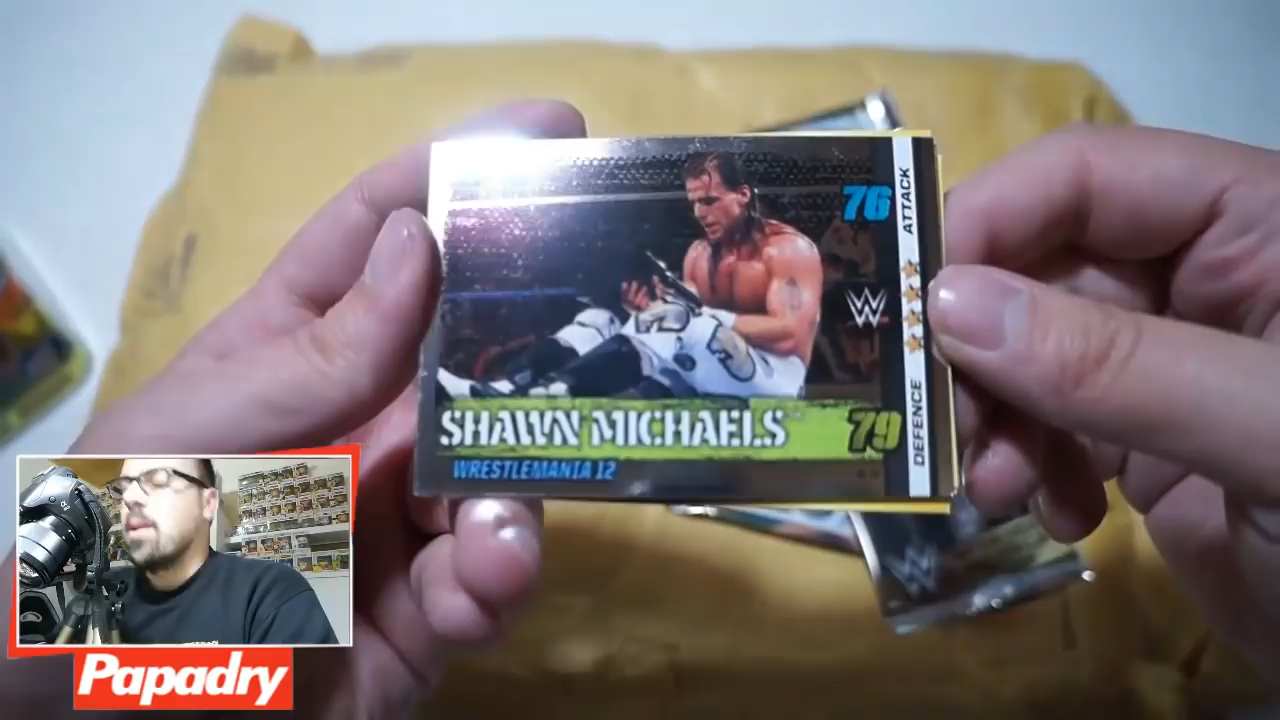 76
ATTACK
W
DEFENCE
SHAWN MICHAELS
79
WRESTLEMANIA 12
Papadry